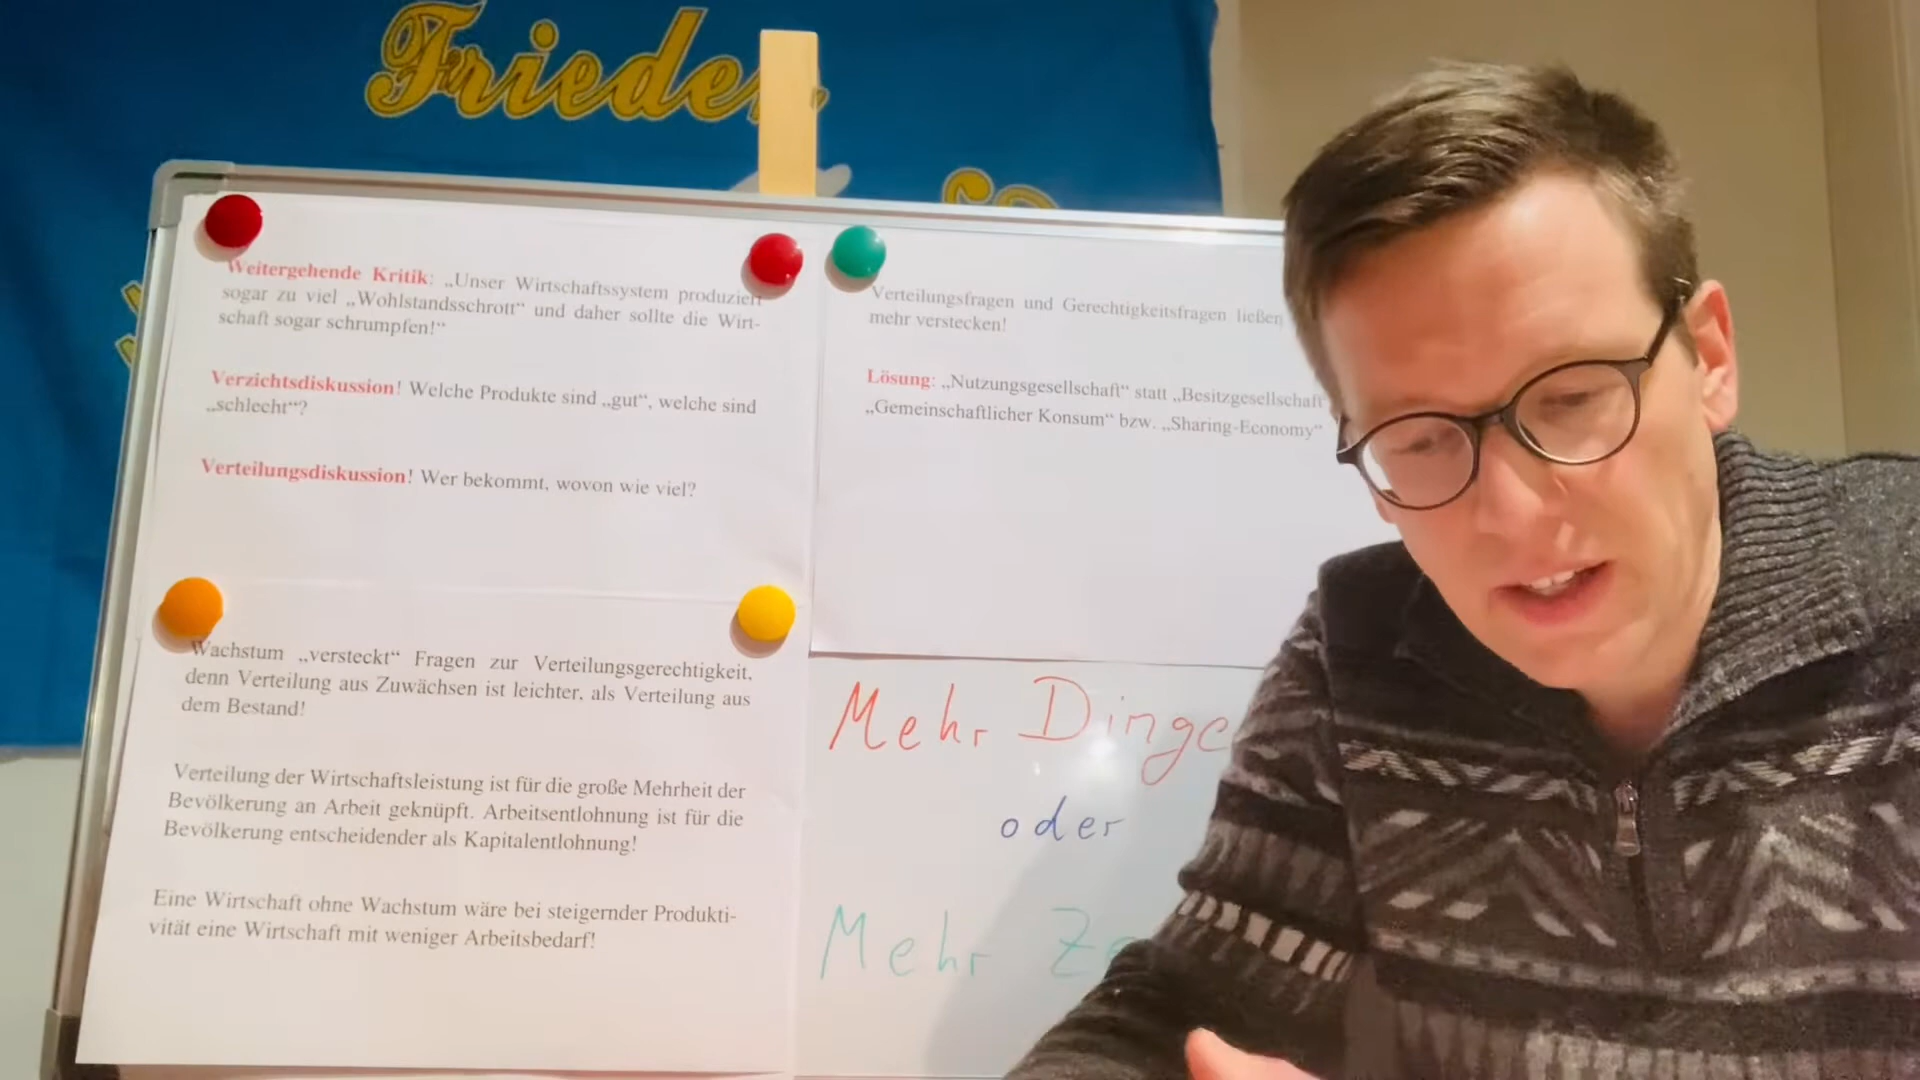 Frieden
Weitergehende Kritik: „Unser Wirtschaftssystem produziert
sogar zu viel „Wohlstandsschrott“ und daher sollte die Wirt-
schaft sogar schrumpfen!“
Verzichtsdiskussion! Welche Produkte sind „gut“, welche sind
„schlecht“?
Verteilungsdiskussion! Wer bekommt, wovon wie viel?
Wachstum „versteckt“ Fragen zur Verteilungsgerechtigkeit,
denn Verteilung aus Zuwächsen ist leichter, als Verteilung aus
dem Bestand!
Verteilung der Wirtschaftsleistung ist für die große Mehrheit der
Bevölkerung an Arbeit geknüpft. Arbeitsentlohnung ist für die
Bevölkerung entscheidender als Kapitalentlohnung!
Eine Wirtschaft ohne Wachstum wäre bei steigernder Produkti-
vität eine Wirtschaft mit weniger Arbeitsbedarf!
Verteilungsfragen und Gerechtigkeitsfragen ließen
mehr verstecken!
Lösung: „Nutzungsgesellschaft“ statt „Besitzgesellschaft
„Gemeinschaftlicher Konsum“ bzw. „Sharing-Economy“
Mehr Dinge
oder
Mehr